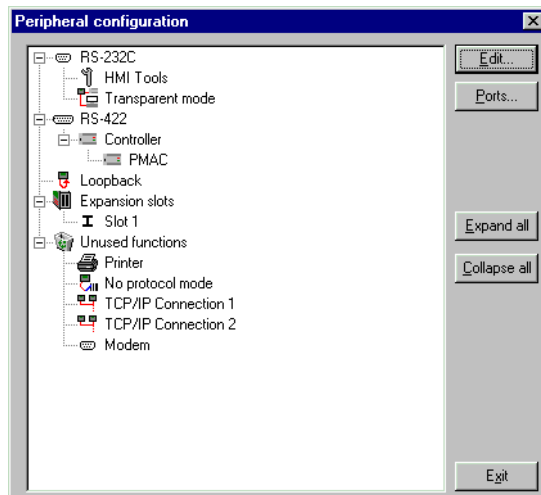 Peripheral configuration
RS-232C
HMI Tools
Transparent mode
RS-422
Controller
PMAC
Loopback
Expansion slots
Slot 1
Unused functions
Printer
No protocol mode
TCP/IP Connection 1
TCP/IP Connection 2
Modem
Edit...
Ports...
Expand all
Collapse all
Exit